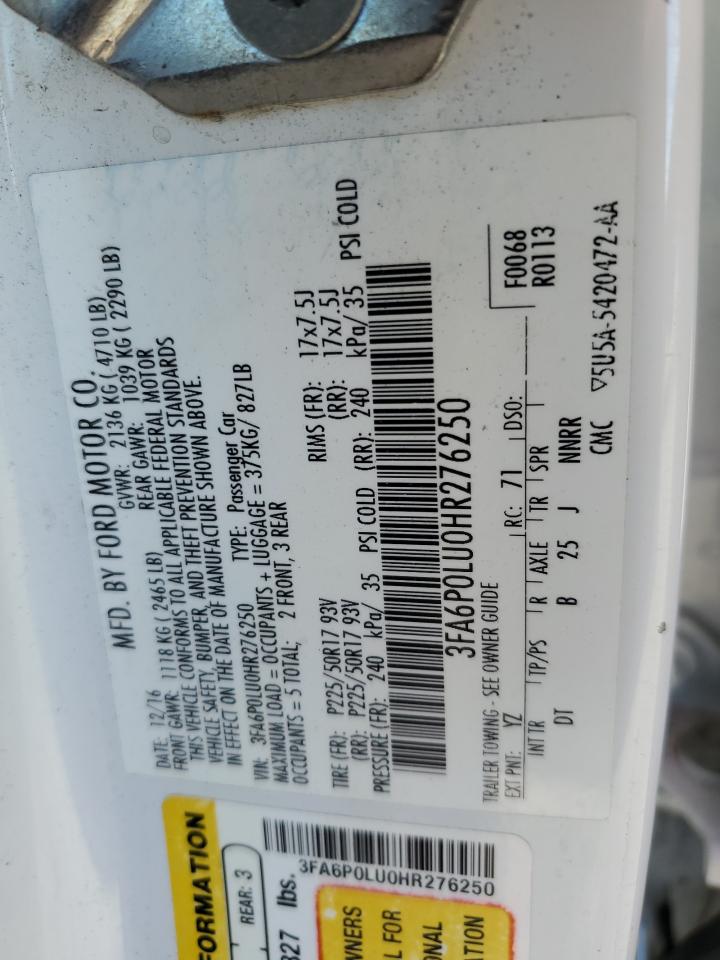 MFD. BY FORD MOTOR CO.
DATE: 12/16 GVWR: 2136 KG ( 4710 LB)
FRONT GAWR: 1118 KG ( 2465 LB) REAR GAWR: 1039 KG ( 2290 LB)
THIS VEHICLE CONFORMS TO ALL APPLICABLE FEDERAL MOTOR
VEHICLE SAFETY, BUMPER, AND THEFT PREVENTION STANDARDS
IN EFFECT ON THE DATE OF MANUFACTURE SHOWN ABOVE.
VIN: 3FA6P0LU0HR276250 TYPE: Passenger Car
MAXIMUM LOAD = OCCUPANTS + LUGGAGE = 375KG/ 827LB
OCCUPANTS = 5 TOTAL; 2 FRONT, 3 REAR
TIRE (FR): P225/50R17 93V RIMS (FR): 17x7.5J
(RR): P225/50R17 93V (RR): 17x7.5J
PRESSURE (FR): 240 kPa/ 35 PSI COLD (RR): 240 kPa/ 35 PSI COLD
3FA6P0LU0HR276250
TRAILER TOWING - SEE OWNER GUIDE
EXT PNT: YZ RC: 71 DSO: F0068
R0113
INT TR TP/PS R AXLE TR SPR
DT B 25 J NNRR
CMC ▽5U5A-5420472-AA
FORMATION
REAR: 3
827 lbs.
3FA6P0LU0HR276250
WNERS
L FOR
ONAL
ATION